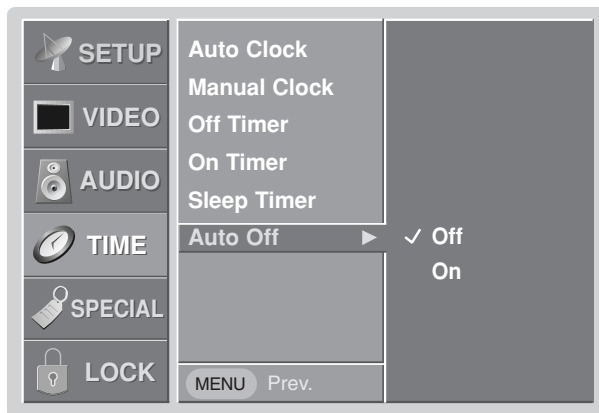 SETUP
VIDEO
AUDIO
TIME
SPECIAL
LOCK
Auto Clock
Manual Clock
Off Timer
On Timer
Sleep Timer
Auto Off ▶
MENU Prev.
✓ Off
On